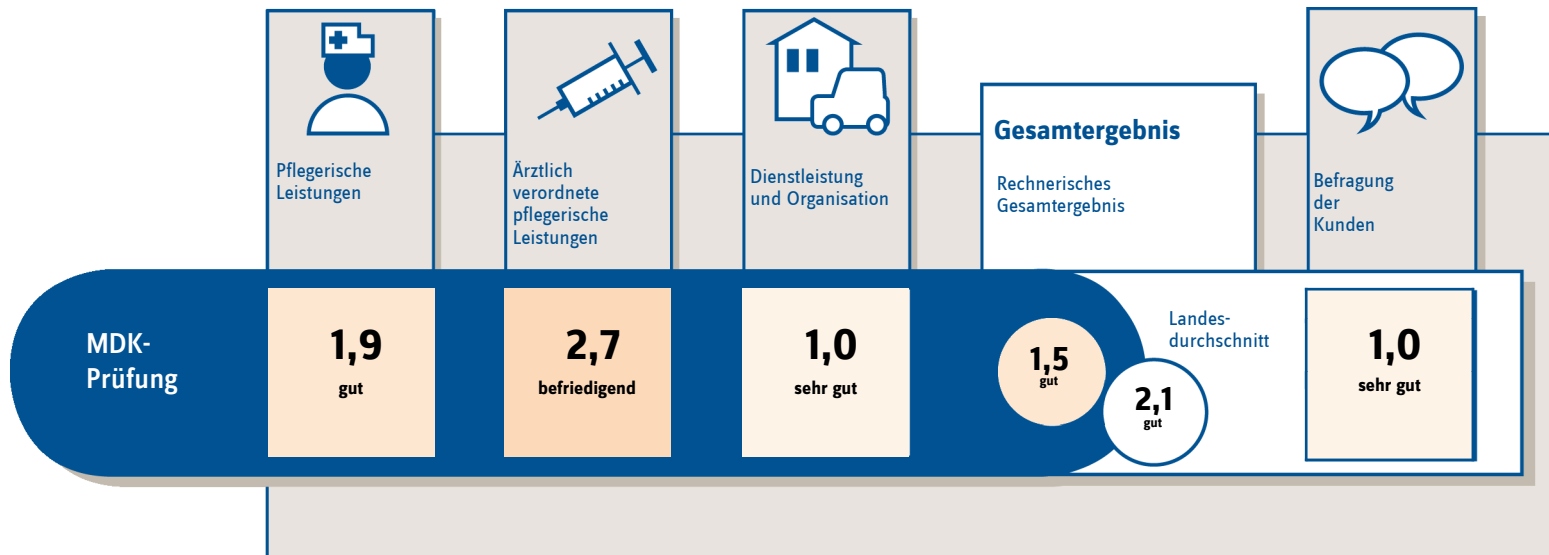 Pflegerische
Leistungen
Ärztlich
verordnete
pflegerische
Leistungen
Dienstleistung
und Organisation
Gesamtergebnis
Rechnerisches
Gesamtergebnis
Befragung
der
Kunden
MDK-
Prüfung
1,9
gut
2,7
befriedigend
1,0
sehr gut
1,5
gut
Landes-
durchschnitt
2,1
gut
1,0
sehr gut